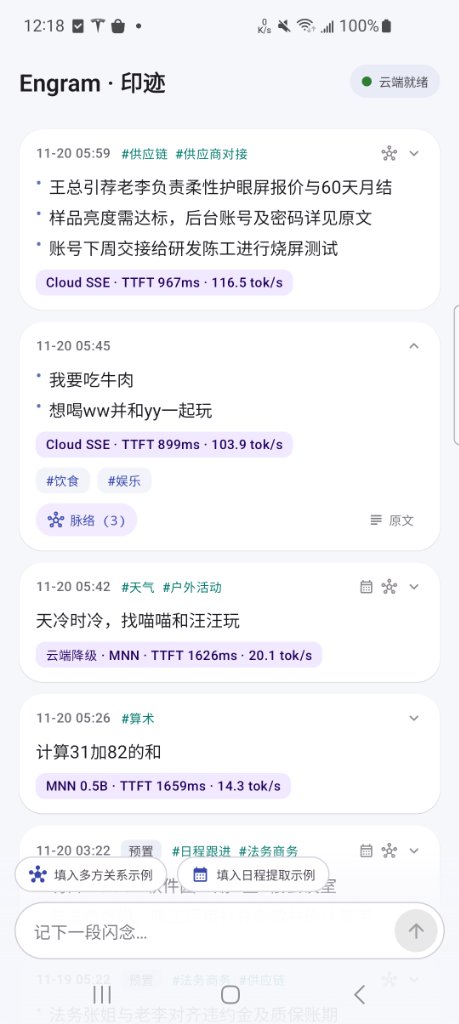 12:18
0 K/s
100%
Engram · 印迹
云端就绪
11-20 05:59 #供应链 #供应商对接
• 王总引荐老李负责柔性护眼屏报价与60天月结
• 样品亮度需达标，后台账号及密码详见原文
• 账号下周交接给研发陈工进行烧屏测试
Cloud SSE · TTFT 967ms · 116.5 tok/s
11-20 05:45
• 我要吃牛肉
• 想喝ww并和yy一起玩
Cloud SSE · TTFT 899ms · 103.9 tok/s
#饮食 #娱乐
脉络（3） 原文
11-20 05:42 #天气 #户外活动
天冷时冷，找喵喵和汪汪玩
云端降级 · MNN · TTFT 1626ms · 20.1 tok/s
11-20 05:26 #算术
计算31加82的和
MNN 0.5B · TTFT 1659ms · 14.3 tok/s
11-20 03:22 预置 #日程跟进 #法务商务
填入多方关系示例 填入日程提取示例
记下一段闪念...
11-19 05:22 预置 #法务商务 #供应链
• 法务张姐与老李对齐违约金及质保账期